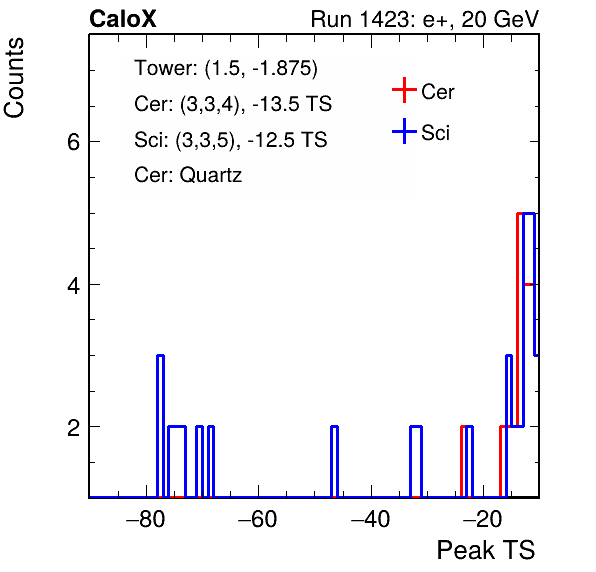 CaloX Run 1423: e+, 20 GeV
Counts
Tower: (1.5, -1.875)
Cer: (3,3,4), -13.5 TS
Sci: (3,3,5), -12.5 TS
Cer: Quartz
Cer
Sci
6
4
2
−80 −60 −40 −20
Peak TS